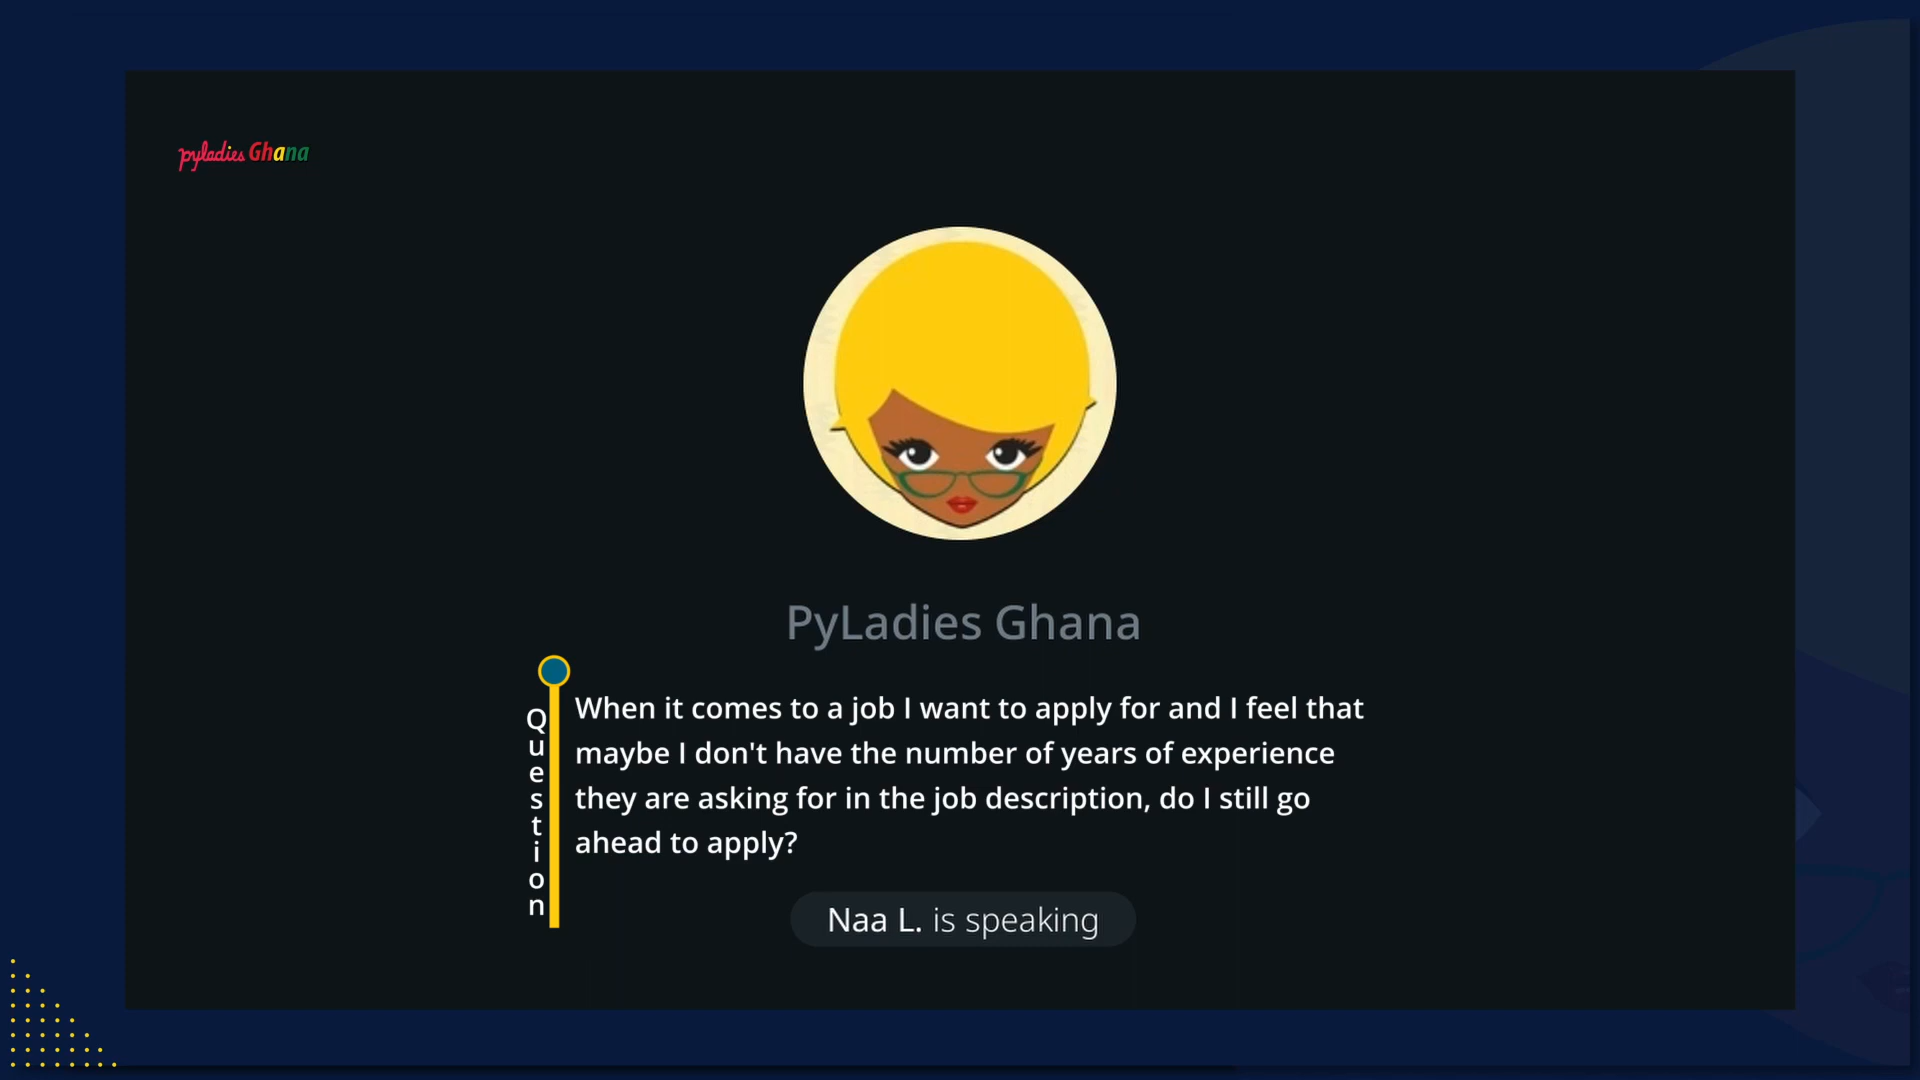 pyladies Ghana
PyLadies Ghana
Question
When it comes to a job I want to apply for and I feel that
maybe I don't have the number of years of experience
they are asking for in the job description, do I still go
ahead to apply?
Naa L. is speaking